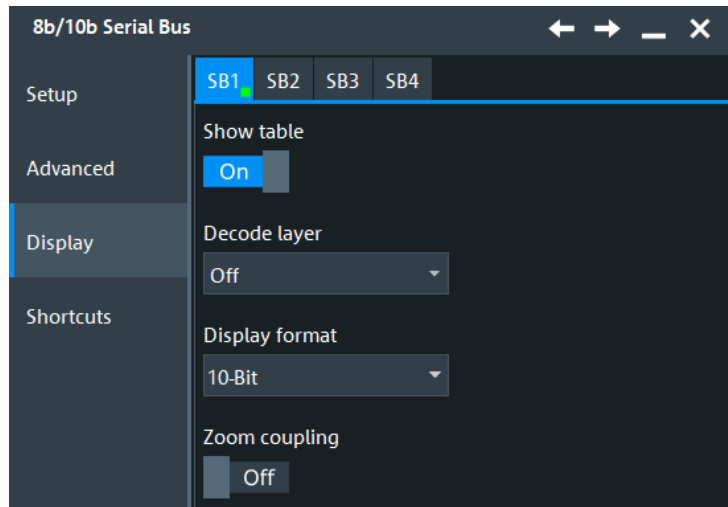 8b/10b Serial Bus
Setup
Advanced
Display
Shortcuts
SB1 SB2 SB3 SB4
Show table
On
Decode layer
Off
Display format
10-Bit
Zoom coupling
Off